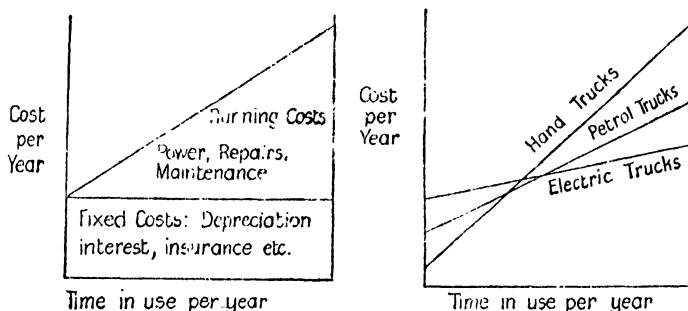 Cost
per
Year
Running Costs
Power, Repairs,
Maintenance
Fixed Costs: Depreciation
interest, insurance etc.
Time in use per year
Cost
per
Year
Hand Trucks
Petrol Trucks
Electric Trucks
Time in use per year